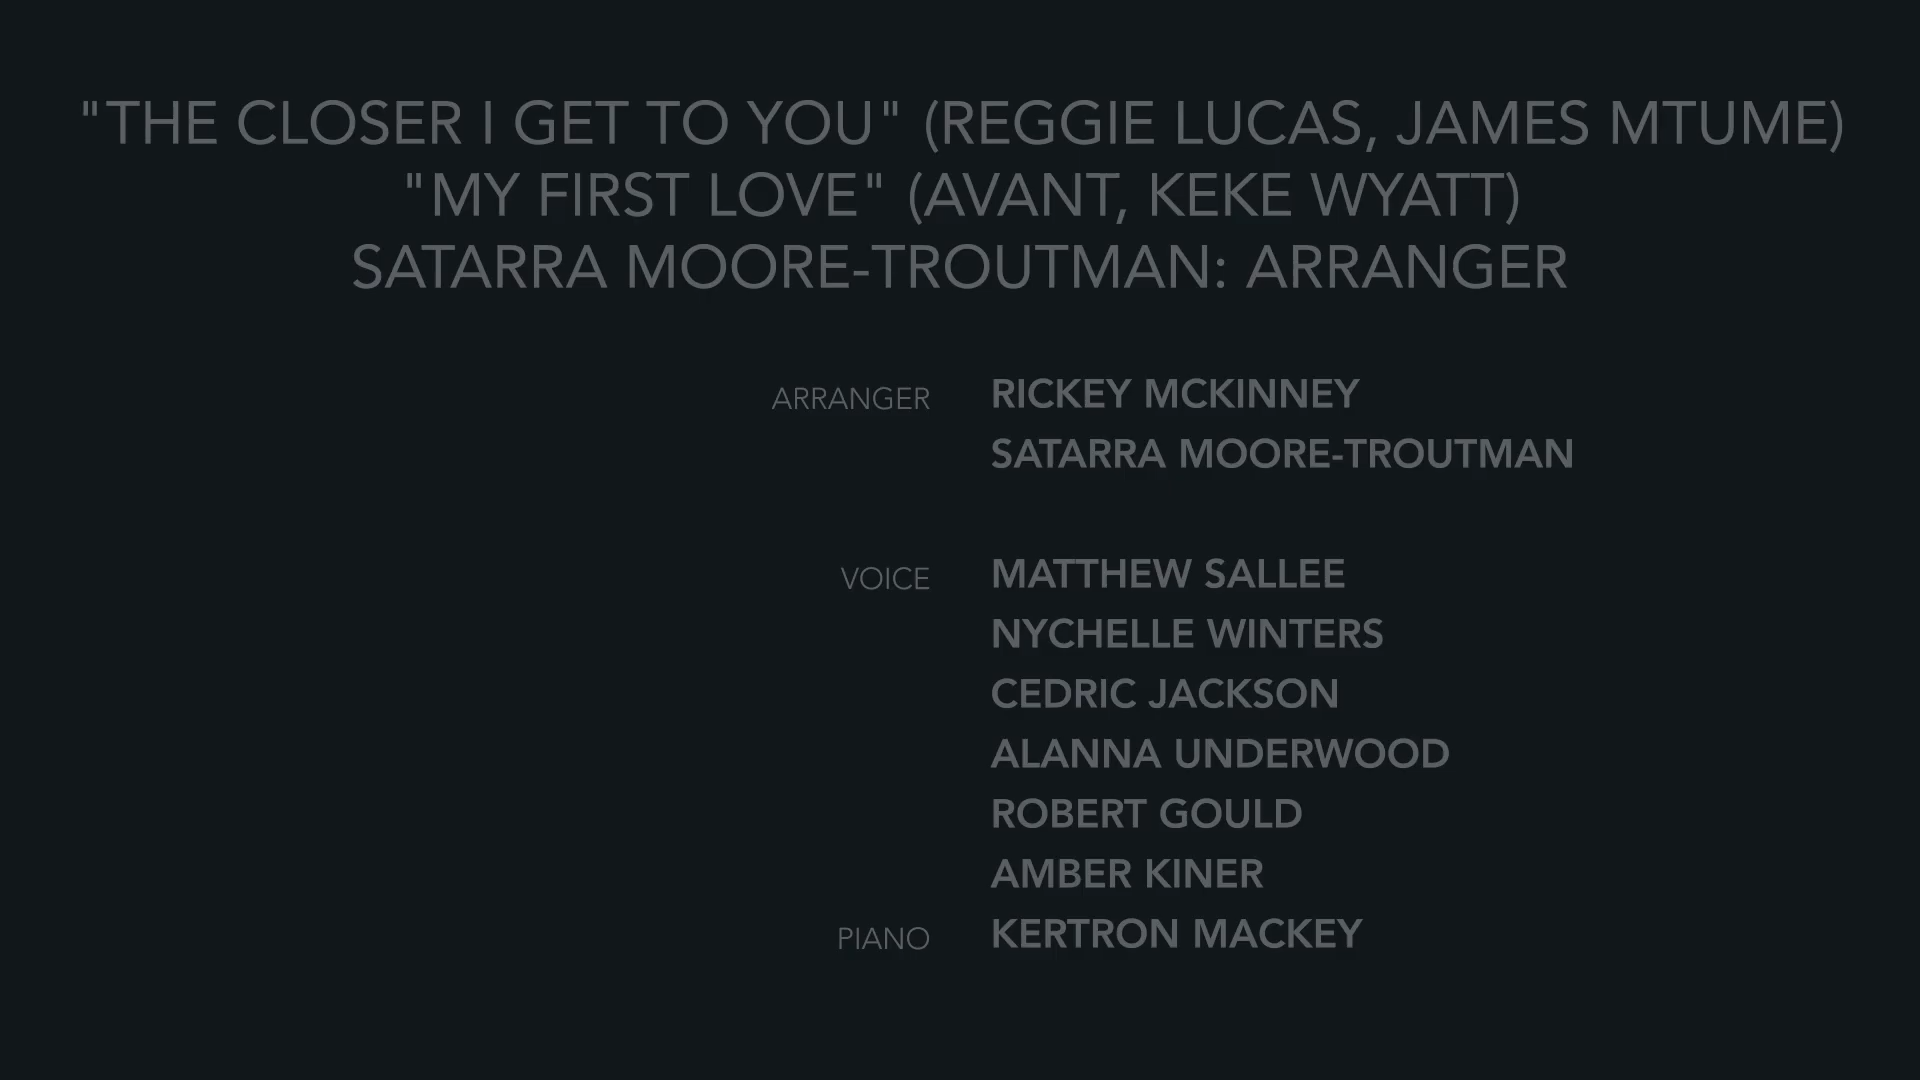 "THE CLOSER I GET TO YOU" (REGGIE LUCAS, JAMES MTUME)
"MY FIRST LOVE" (AVANT, KEKE WYATT)
SATARRA MOORE-TROUTMAN: ARRANGER
ARRANGER RICKEY MCKINNEY
SATARRA MOORE-TROUTMAN
VOICE MATTHEW SALLEE
NYCHELLE WINTERS
CEDRIC JACKSON
ALANNA UNDERWOOD
ROBERT GOULD
AMBER KINER
PIANO KERTRON MACKEY